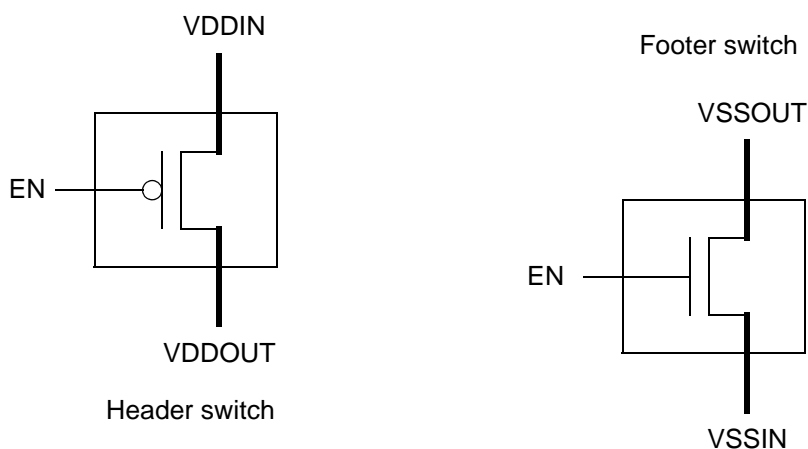 VDDIN
EN
VDDOUT
Header switch
Footer switch
VSSOUT
EN
VSSIN